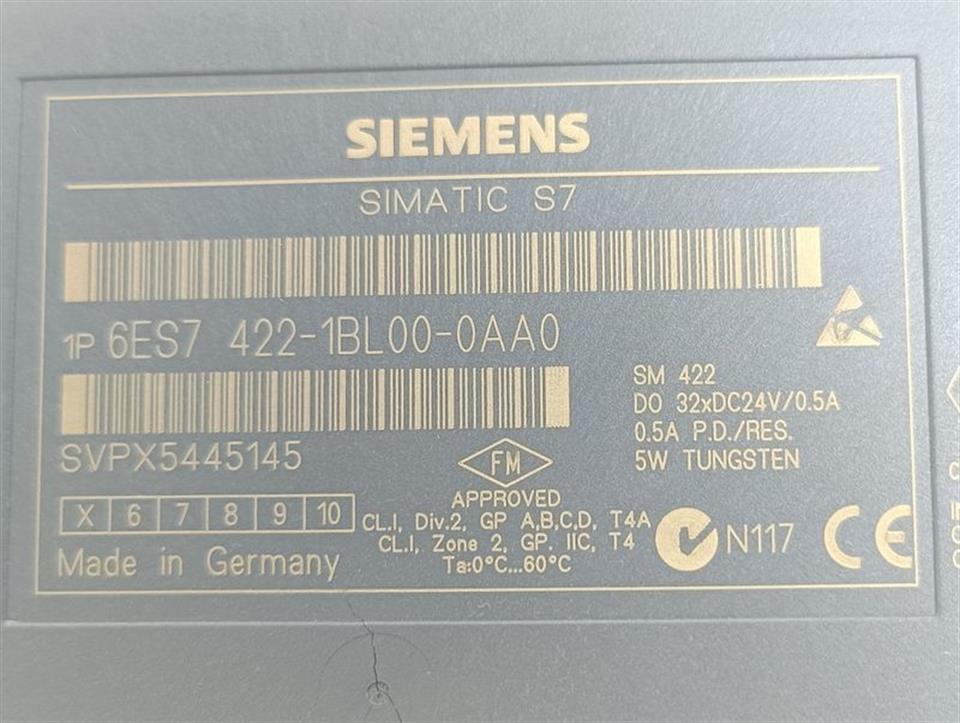 SIEMENS
SIMATIC S7
1P 6ES7 422-1BL00-0AA0
SM 422
DO 32xDC24V/0.5A
0.5A P.D./RES.
5W TUNGSTEN
SVPX5445145
FM
APPROVED
CL.I, Div.2, GP A,B,C,D, T4A
CL.I, Zone 2, GP. IIC, T4
Ta:0°C...60°C
X 6 7 8 9 10
Made in Germany
N117
CE